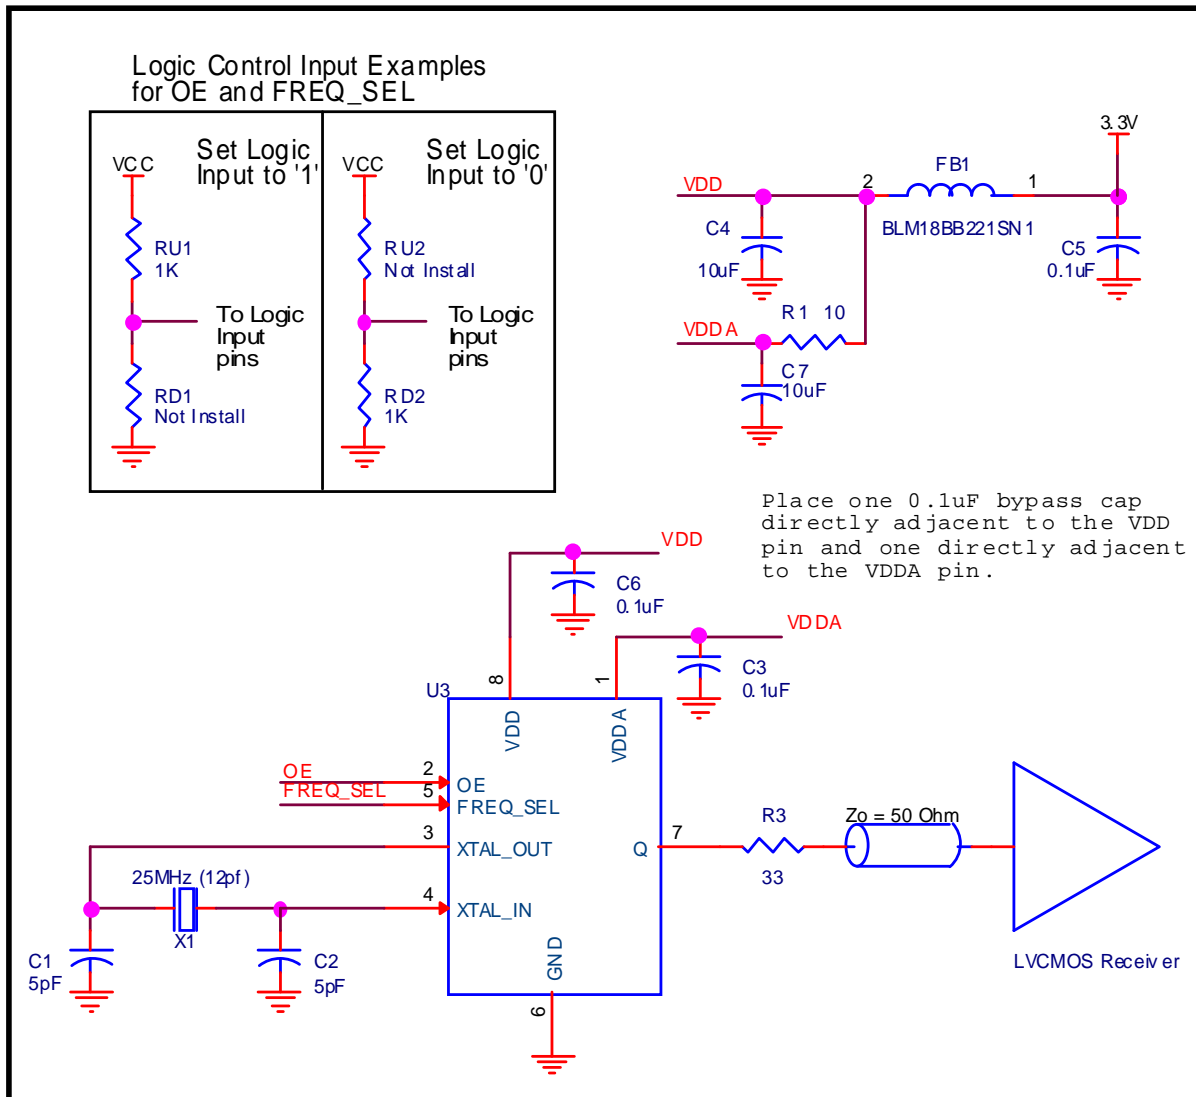 Logic Control Input Examples
for OE and FREQ_SEL
Set Logic
Input to '1'
VCC
RU1
1K
To Logic
Input
pins
RD1
Not Install
Set Logic
Input to '0'
VCC
RU2
Not Install
To Logic
Input
pins
RD2
1K
3.3V
VDD
2
FB1
1
BLM18BB221SN1
C4
10uF
C5
0.1uF
VDDA
R1 10
C7
10uF
Place one 0.1uF bypass cap
directly adjacent to the VDD
pin and one directly adjacent
to the VDDA pin.
VDD
C6
0.1uF
VDDA
C3
0.1uF
U3
8
1
VDD
VDDA
OE
2
OE
FREQ_SEL
5
FREQ_SEL
3
XTAL_OUT
Q
7
R3
33
Zo = 50 Ohm
25MHz (12pf)
X1
4
XTAL_IN
C1
5pF
C2
5pF
GND
6
LVCMOS Receiver